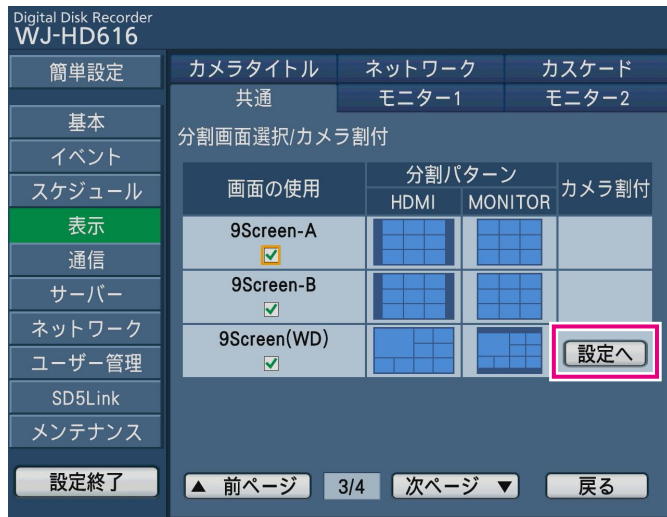 Digital Disk Recorder
WJ-HD616
簡単設定
基本
イベント
スケジュール
表示
通信
サーバー
ネットワーク
ユーザー管理
SD5Link
メンテナンス
設定終了
カメラタイトル ネットワーク カスケード
共通 モニター1 モニター2
分割画面選択/カメラ割付
画面の使用 分割パターン カメラ割付
HDMI MONITOR
9Screen-A
9Screen-B
9Screen(WD)
設定へ
▲ 前ページ 3/4 次ページ ▼ 戻る